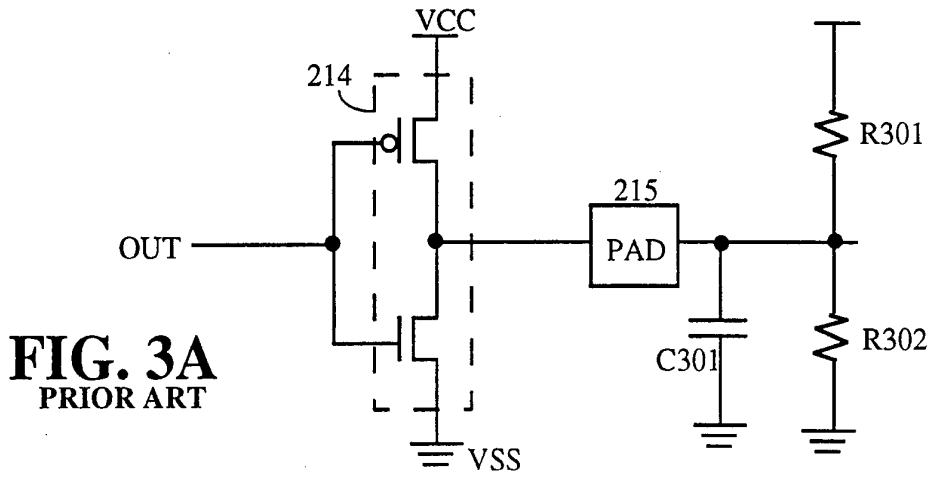 VCC
214
R301
215
OUT
PAD
R302
C301
FIG. 3A
PRIOR ART
VSS